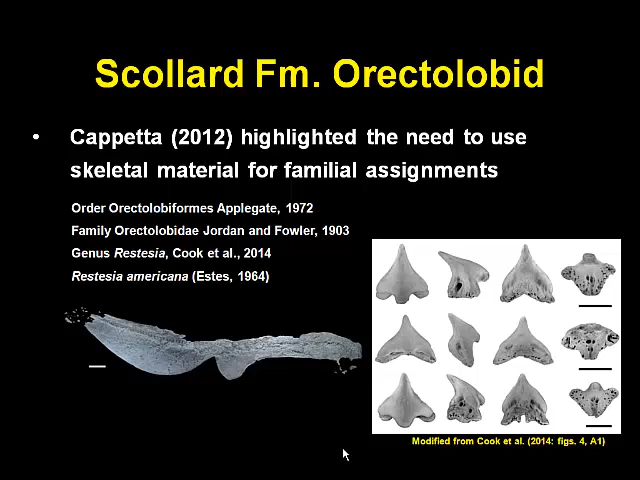 Scollard Fm. Orectolobid
• Cappetta (2012) highlighted the need to use
skeletal material for familial assignments
Order Orectolobiformes Applegate, 1972
Family Orectolobidae Jordan and Fowler, 1903
Genus Restesia, Cook et al., 2014
Restesia americana (Estes, 1964)
Modified from Cook et al. (2014: figs. 4, A1)